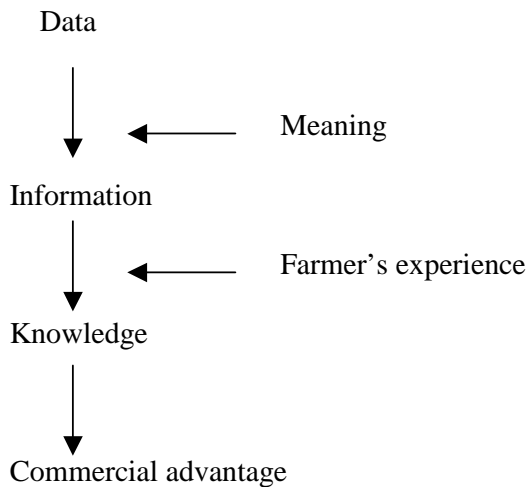 Data
Meaning
Information
Farmer’s experience
Knowledge
Commercial advantage